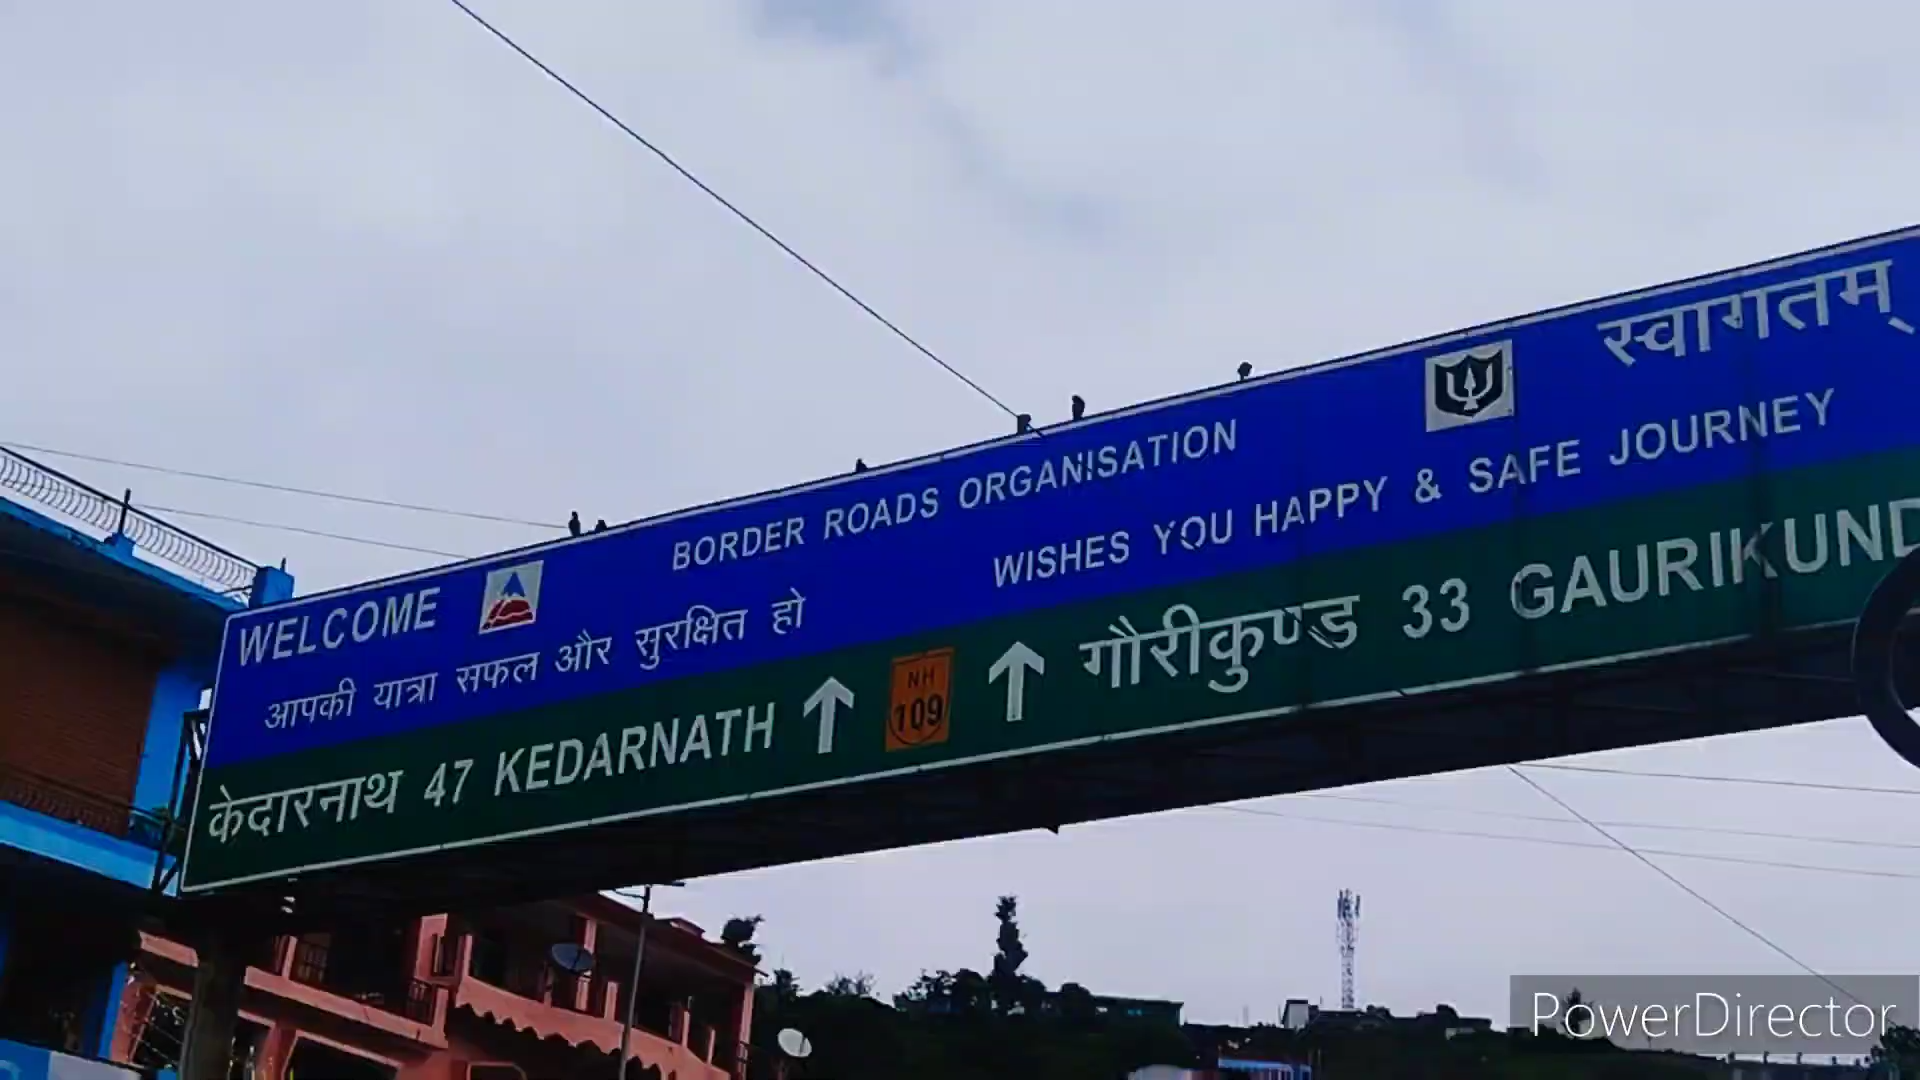 स्वागतम्
WELCOME
BORDER ROADS ORGANISATION
आपकी यात्रा सफल और सुरक्षित हो
WISHES YOU HAPPY & SAFE JOURNEY
केदारनाथ 47 KEDARNATH
NH
109
गौरीकुण्ड 33 GAURIKUND
PowerDirector